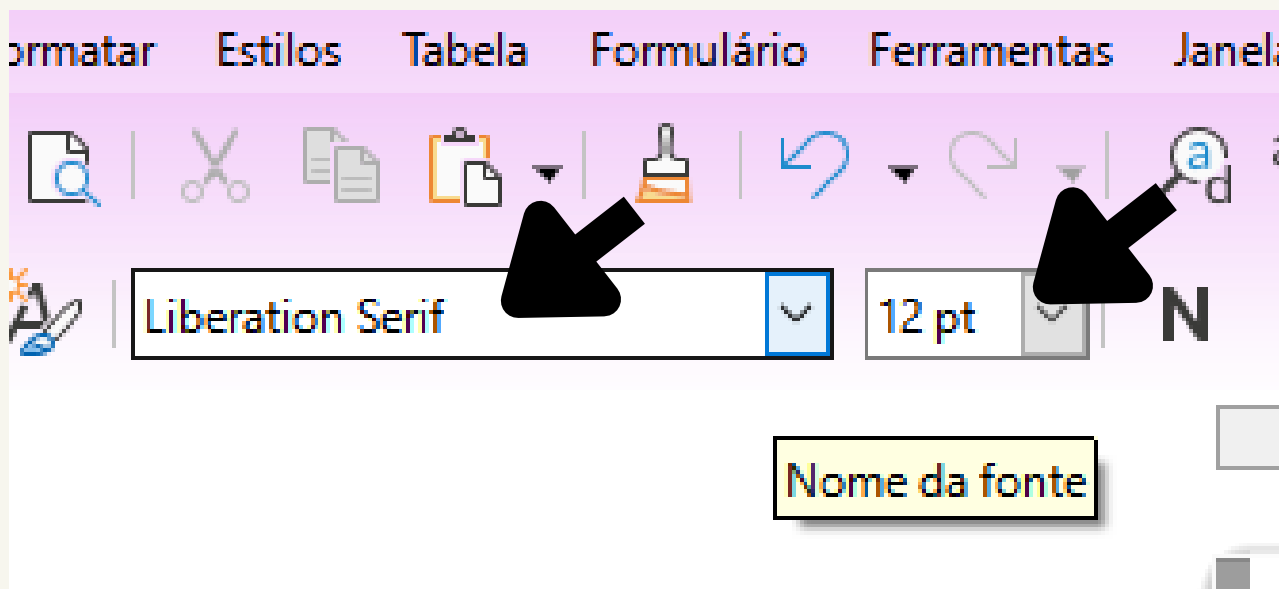 ormatar Estilos Tabela Formulário Ferramentas Janela
a
d
Liberation Serif 12 pt N
Nome da fonte